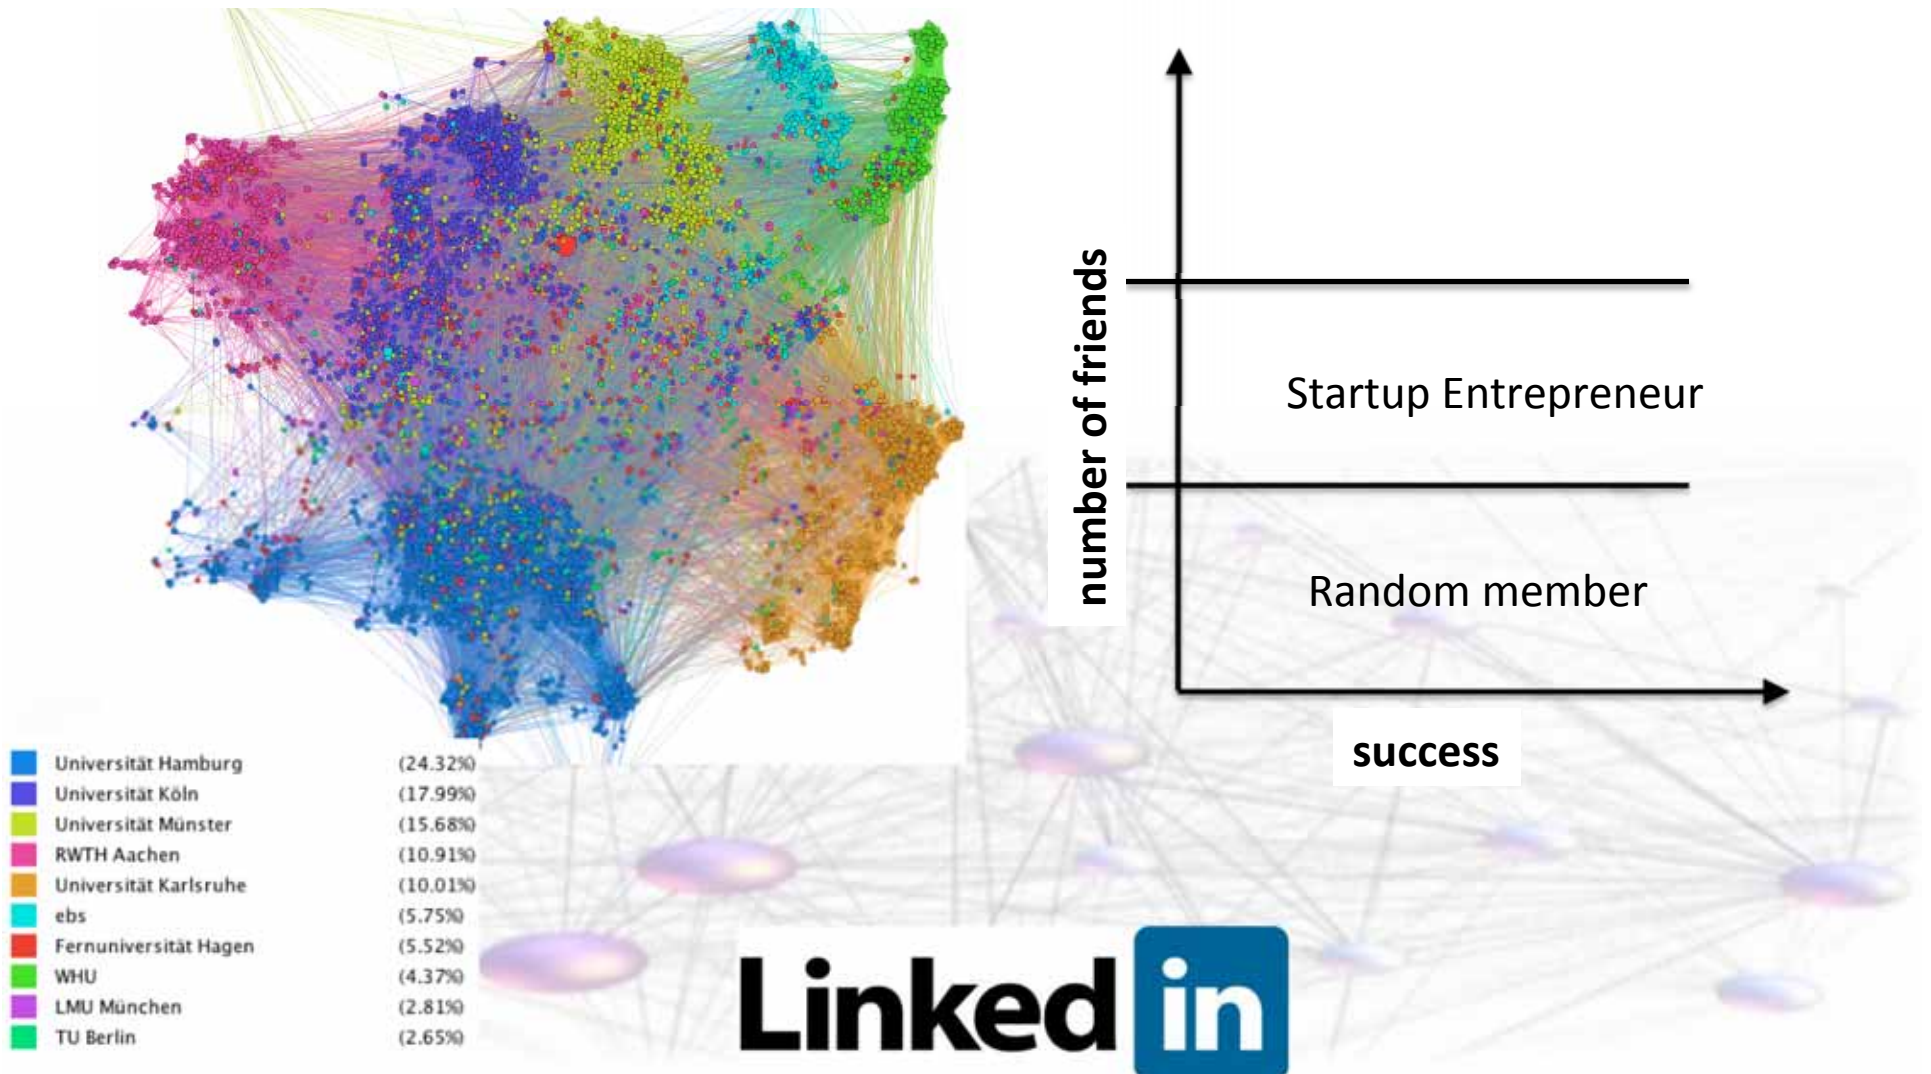 number of friends
Startup Entrepreneur
Random member
success
Universität Hamburg (24.32%)
Universität Köln (17.99%)
Universität Münster (15.68%)
RWTH Aachen (10.91%)
Universität Karlsruhe (10.01%)
ebs (5.75%)
Fernuniversität Hagen (5.52%)
WHU (4.37%)
LMU München (2.81%)
TU Berlin (2.65%)
Linked in